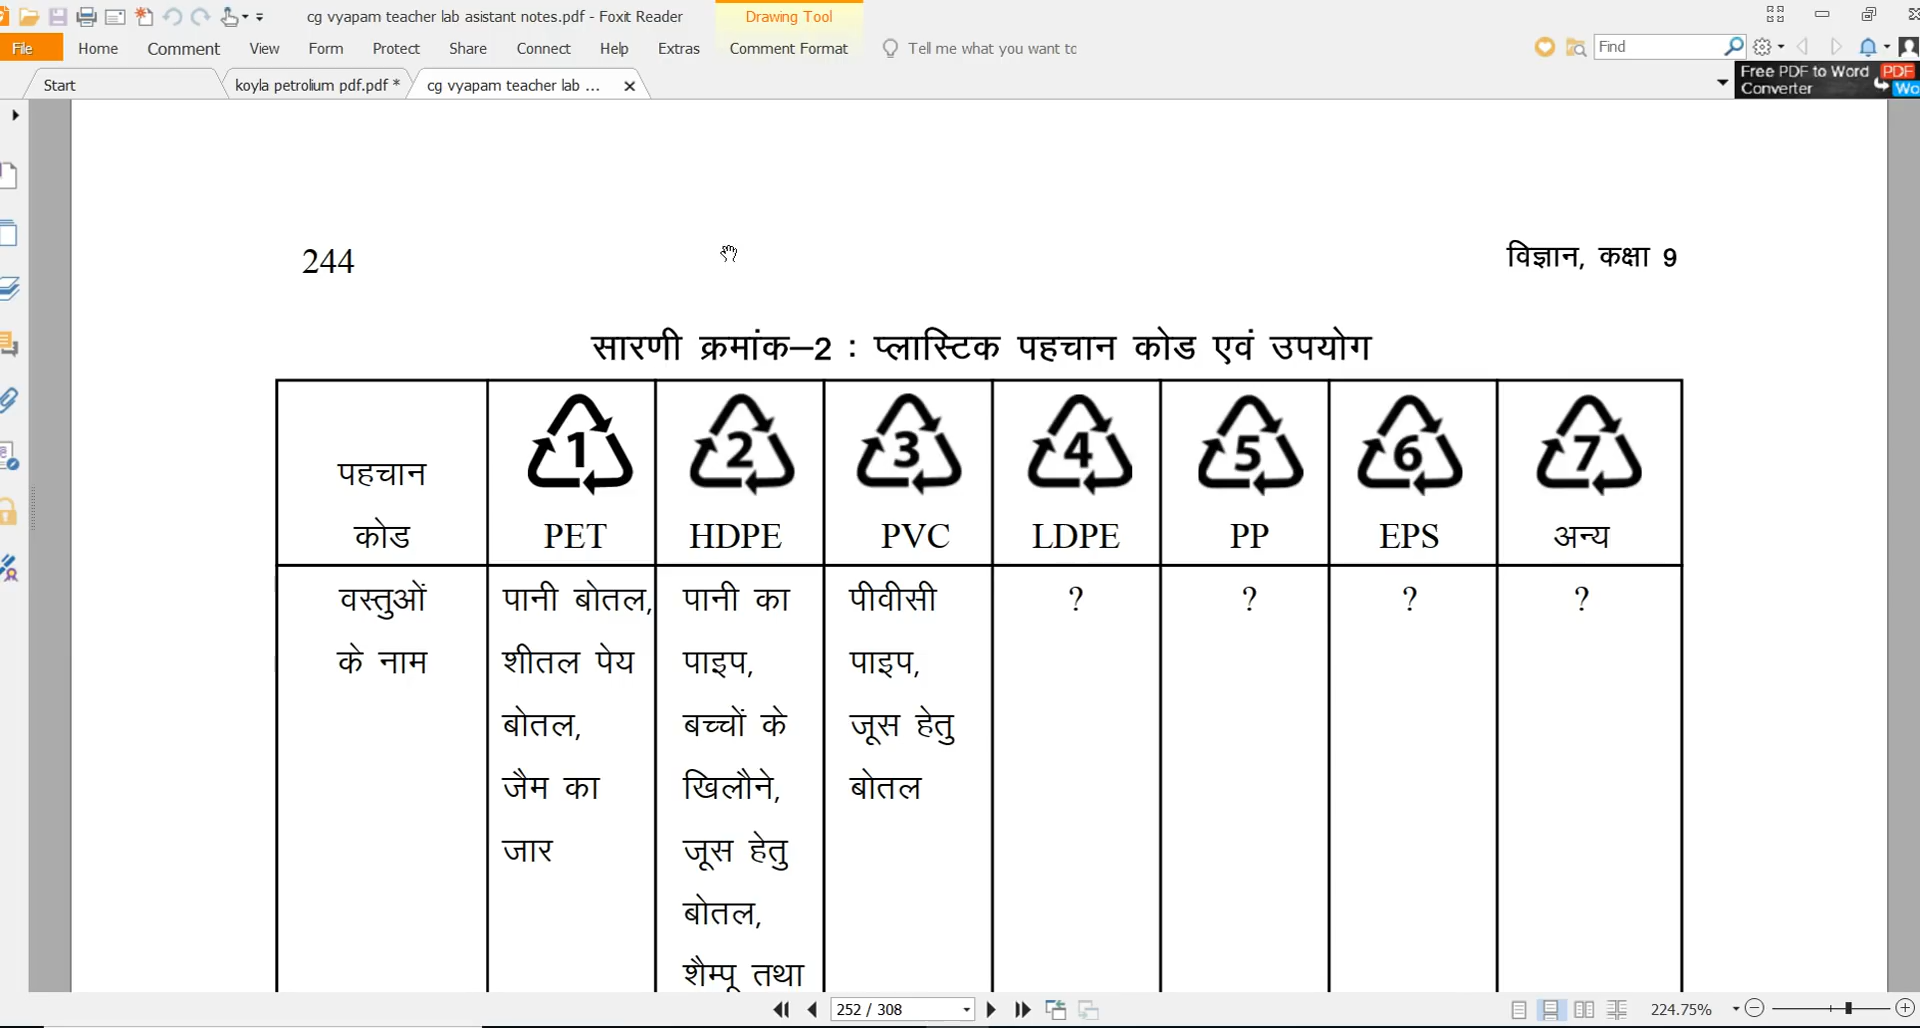 cg vyapam teacher lab asistant notes.pdf - Foxit Reader
Drawing Tool
File Home Comment View Form Protect Share Connect Help Extras Comment Format Tell me what you want to Find
Start koyla petrolium pdf.pdf * cg vyapam teacher lab ...
Free PDF to Word Converter PDF Wo
244 विज्ञान, कक्षा 9
सारणी क्रमांक–2 : प्लास्टिक पहचान कोड एवं उपयोग
1 2 3 4 5 6 7
पहचान
कोड PET HDPE PVC LDPE PP EPS अन्य
वस्तुओं पानी बोतल, पानी का पीवीसी ? ? ? ?
के नाम शीतल पेय पाइप, पाइप,
बोतल, बच्चों के जूस हेतु
जैम का खिलौने, बोतल
जार जूस हेतु
बोतल,
शैम्पू तथा
252 / 308 224.75%